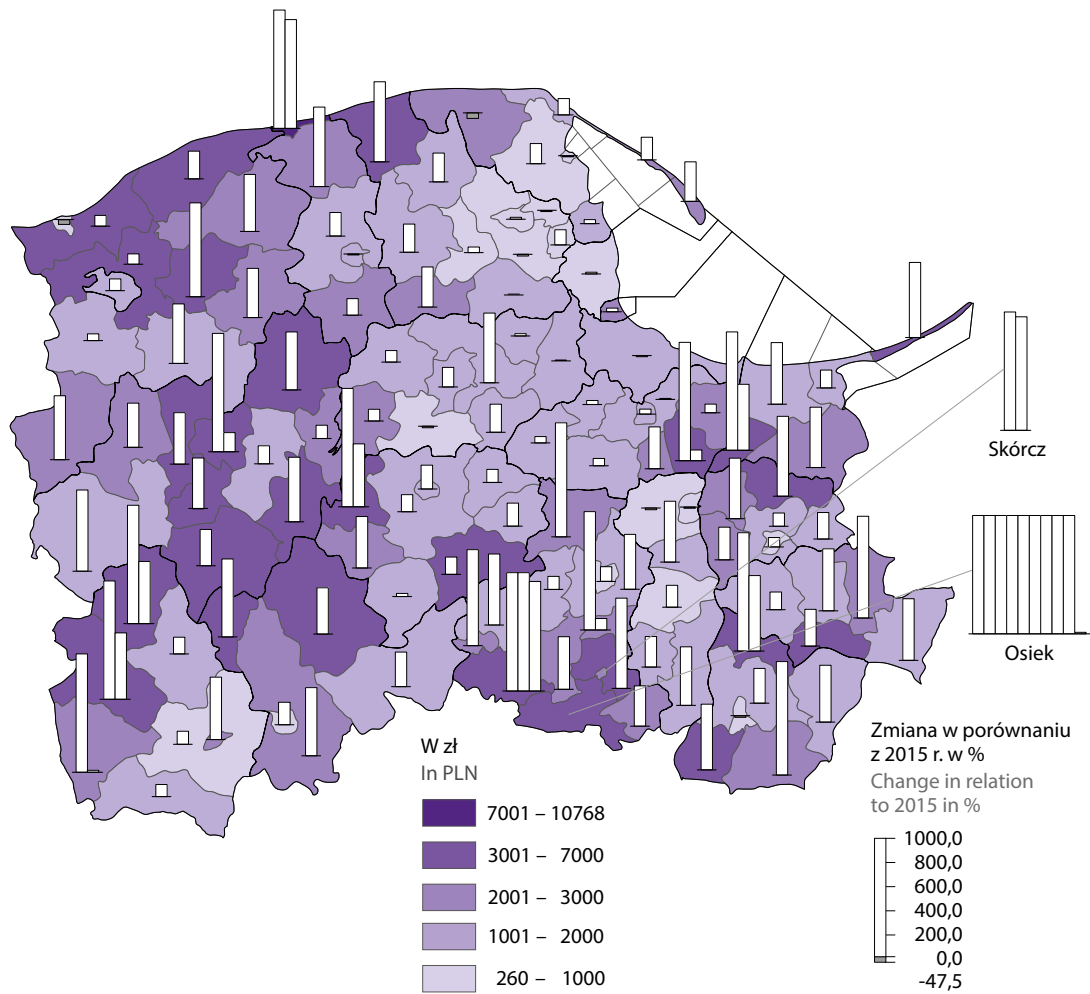 Skórcz
Osiek
W zł
In PLN
7001 – 10768
3001 – 7000
2001 – 3000
1001 – 2000
260 – 1000
Zmiana w porównaniu
z 2015 r. w %
Change in relation
to 2015 in %
1000,0
800,0
600,0
400,0
200,0
0,0
-47,5